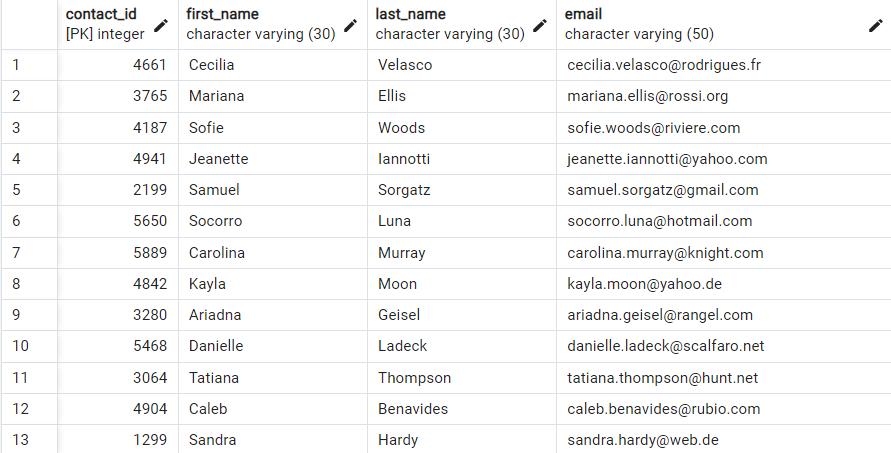 contact_id first_name last_name email
[PK] integer character varying (30) character varying (30) character varying (50)
1 4661 Cecilia Velasco cecilia.velasco@rodrigues.fr
2 3765 Mariana Ellis mariana.ellis@rossi.org
3 4187 Sofie Woods sofie.woods@riviere.com
4 4941 Jeanette Iannotti jeanette.iannotti@yahoo.com
5 2199 Samuel Sorgatz samuel.sorgatz@gmail.com
6 5650 Socorro Luna socorro.luna@hotmail.com
7 5889 Carolina Murray carolina.murray@knight.com
8 4842 Kayla Moon kayla.moon@yahoo.de
9 3280 Ariadna Geisel ariadna.geisel@rangel.com
10 5468 Danielle Ladeck danielle.ladeck@scalfaro.net
11 3064 Tatiana Thompson tatiana.thompson@hunt.net
12 4904 Caleb Benavides caleb.benavides@rubio.com
13 1299 Sandra Hardy sandra.hardy@web.de